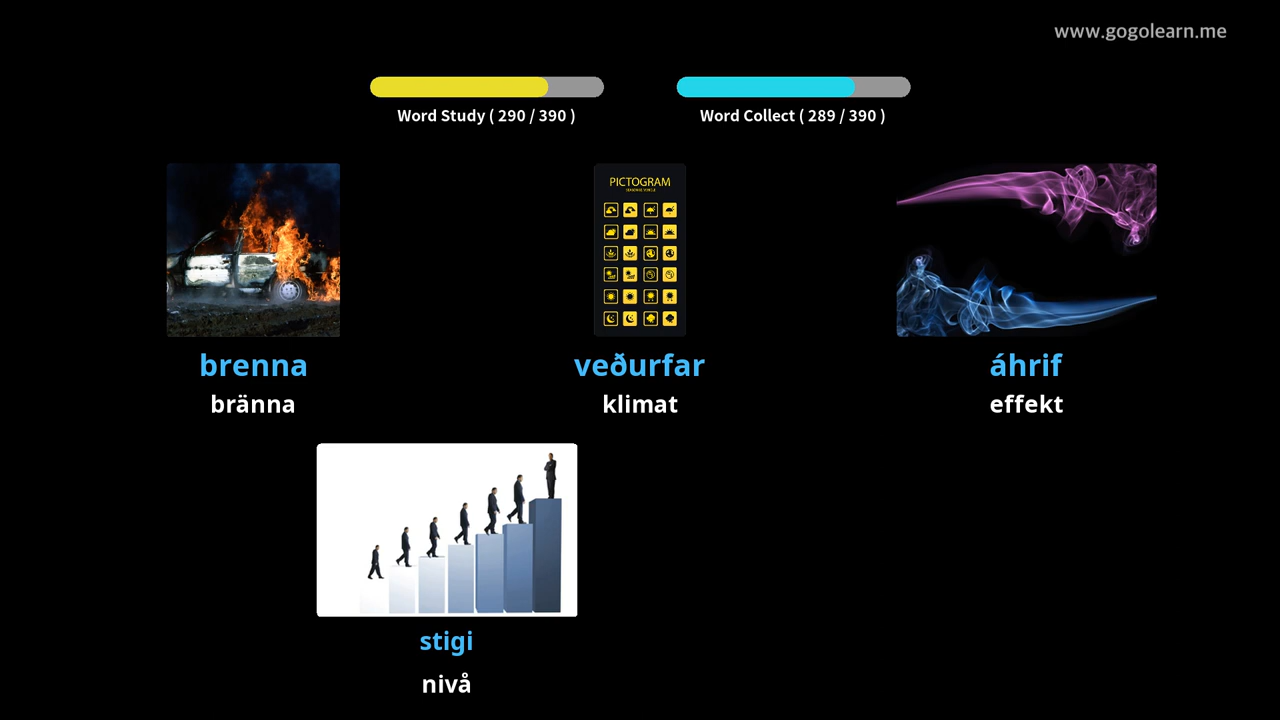 www.gogolearn.me
Word Study ( 290 / 390 )
Word Collect ( 289 / 390 )
PICTOGRAM
brenna
veðurfar
áhrif
bränna
klimat
effekt
stigi
nivå